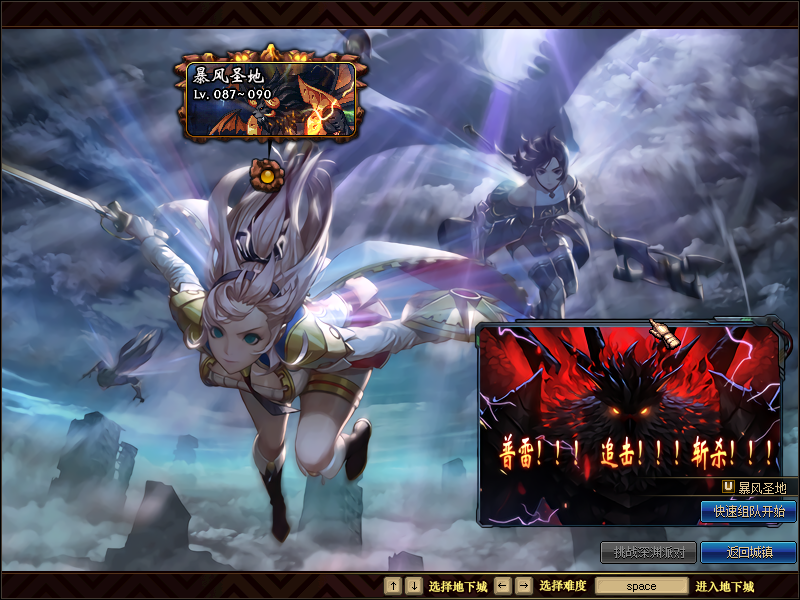 暴风圣地
Lv. 087~090
普雷！！！ 追击！！！斩杀！！！
U 暴风圣地
快速组队开始
挑战深渊派对 返回城镇
↑ ↓ 选择地下城 ← → 选择难度 space 进入地下城